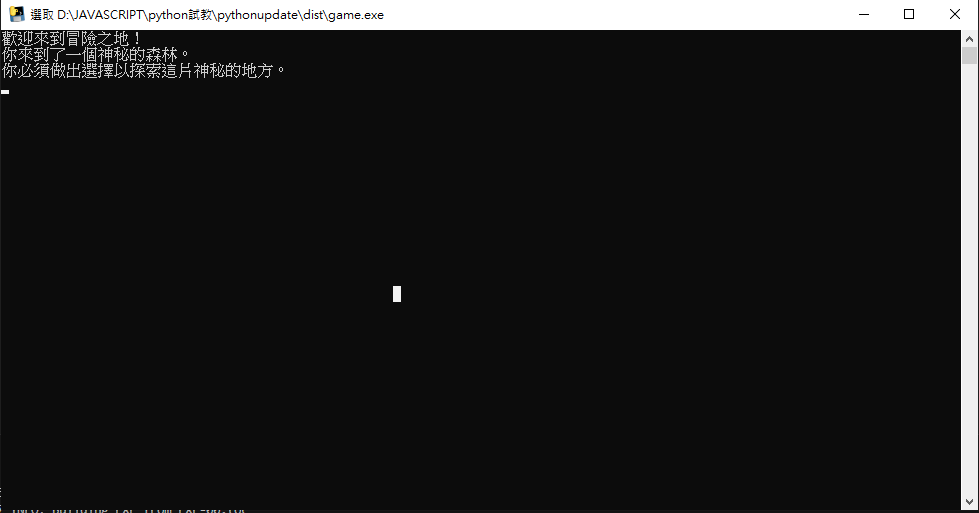 選取 D:\JAVASCRIPT\python試教\pythonupdate\dist\game.exe
歡迎來到冒險之地！
你來到了一個神秘的森林。
你必須做出選擇以探索這片神秘的地方。